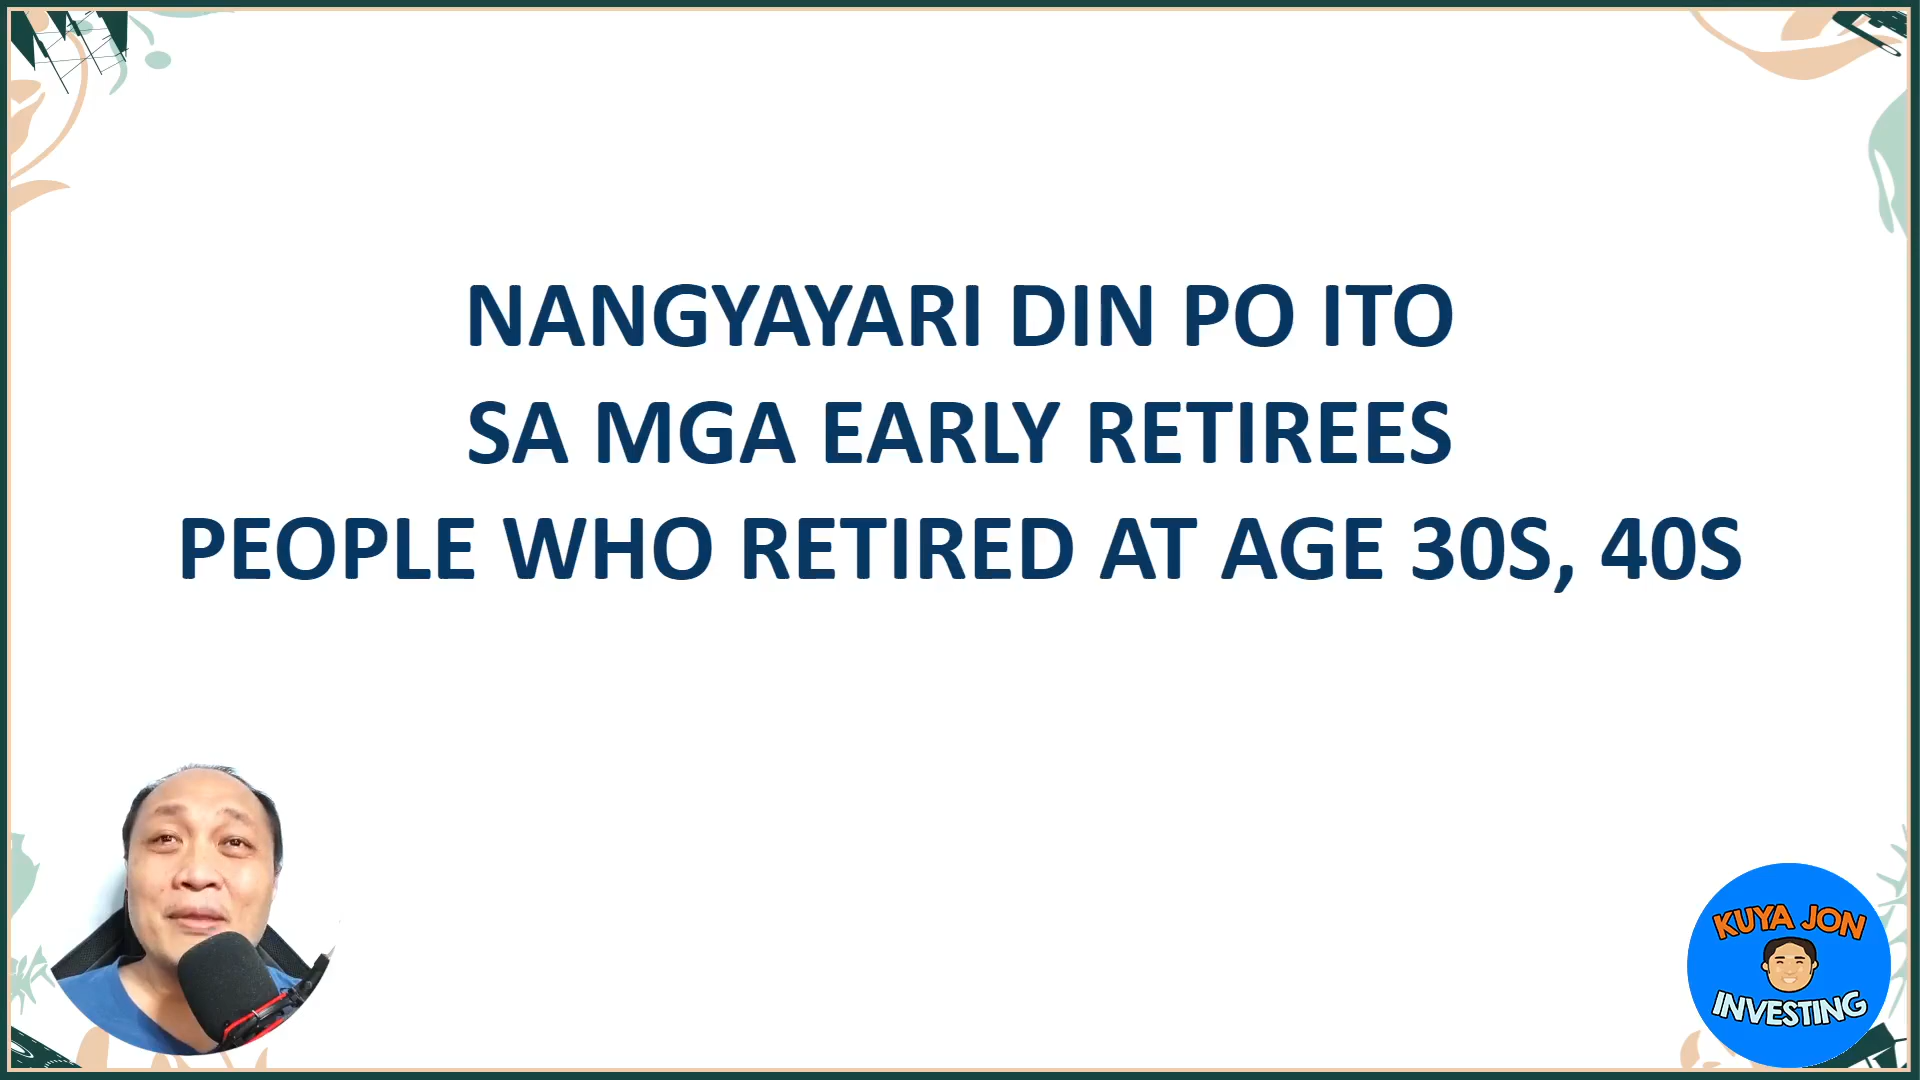 NANGYAYARI DIN PO ITO
SA MGA EARLY RETIREES
PEOPLE WHO RETIRED AT AGE 30S, 40S
KUYA JON
INVESTING